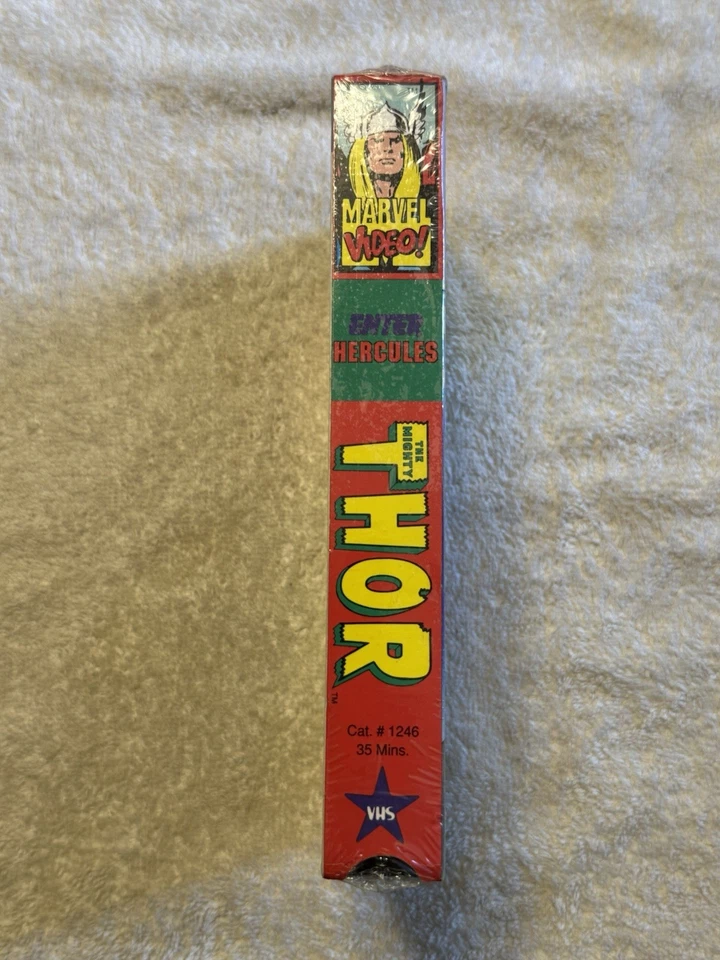 MARVEL
VIDEO!
ENTER
HERCULES
THE
MIGHTY
THOR
TM
Cat. # 1246
35 Mins.
VHS